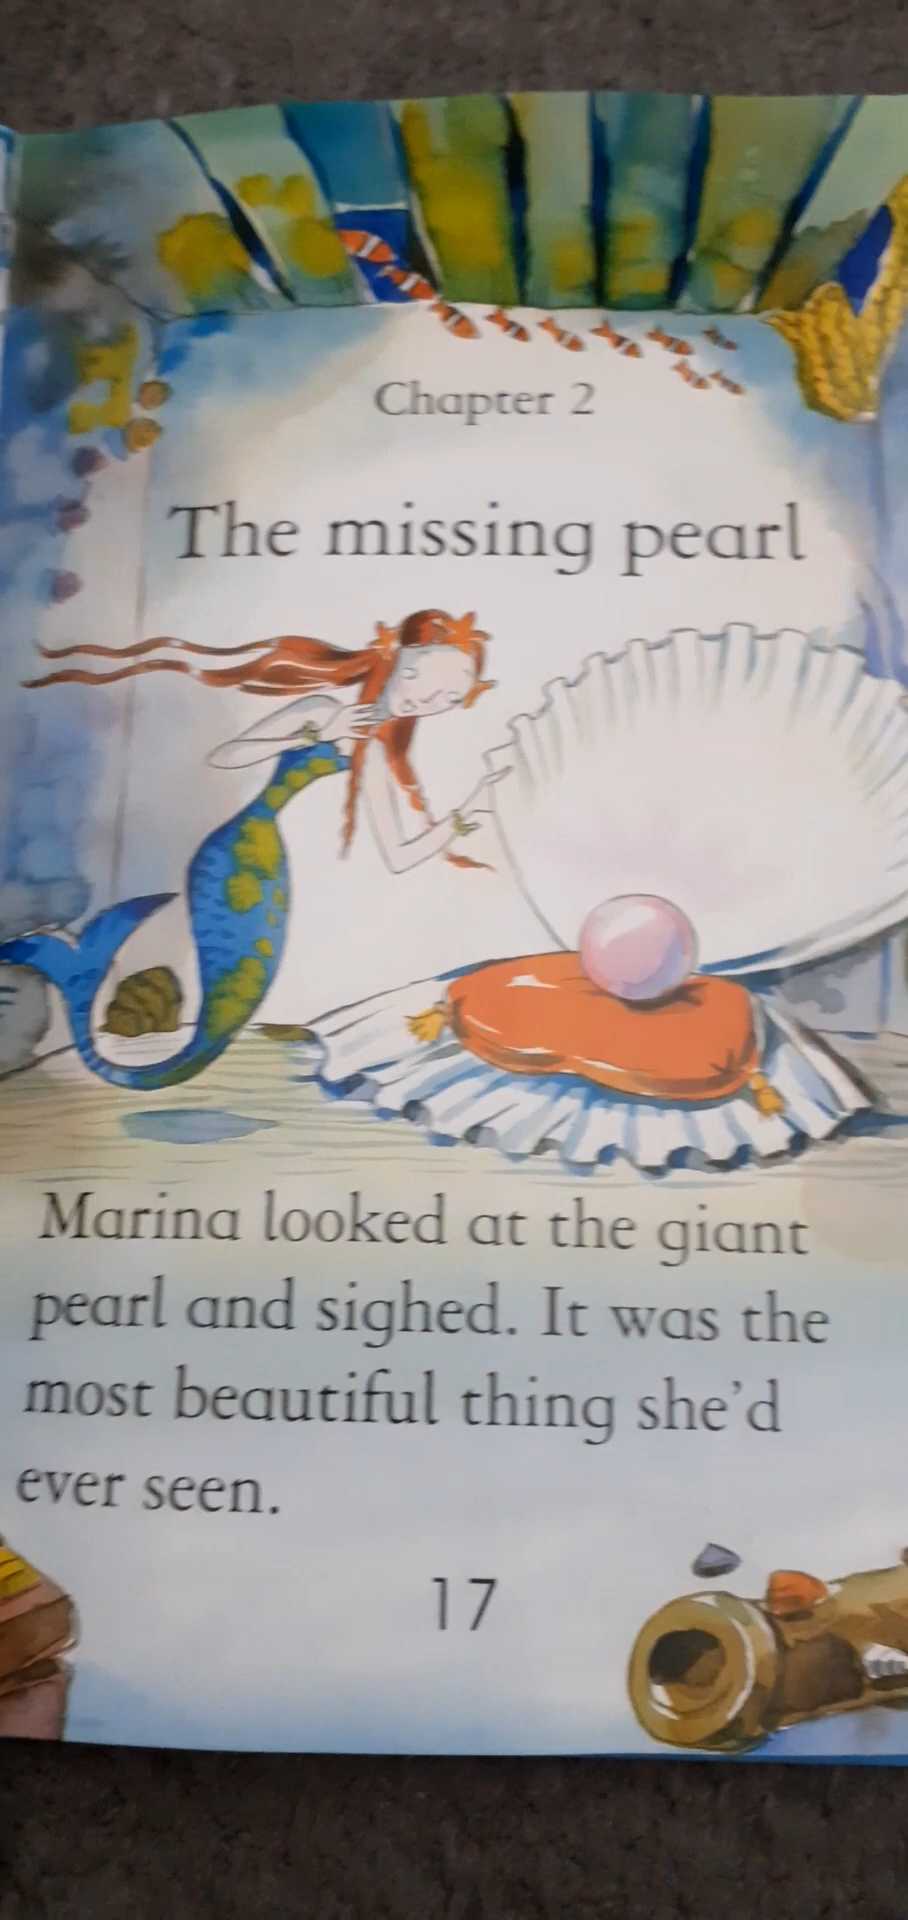 Chapter 2
The missing pearl
Marina looked at the giant
pearl and sighed. It was the
most beautiful thing she'd
ever seen.
17